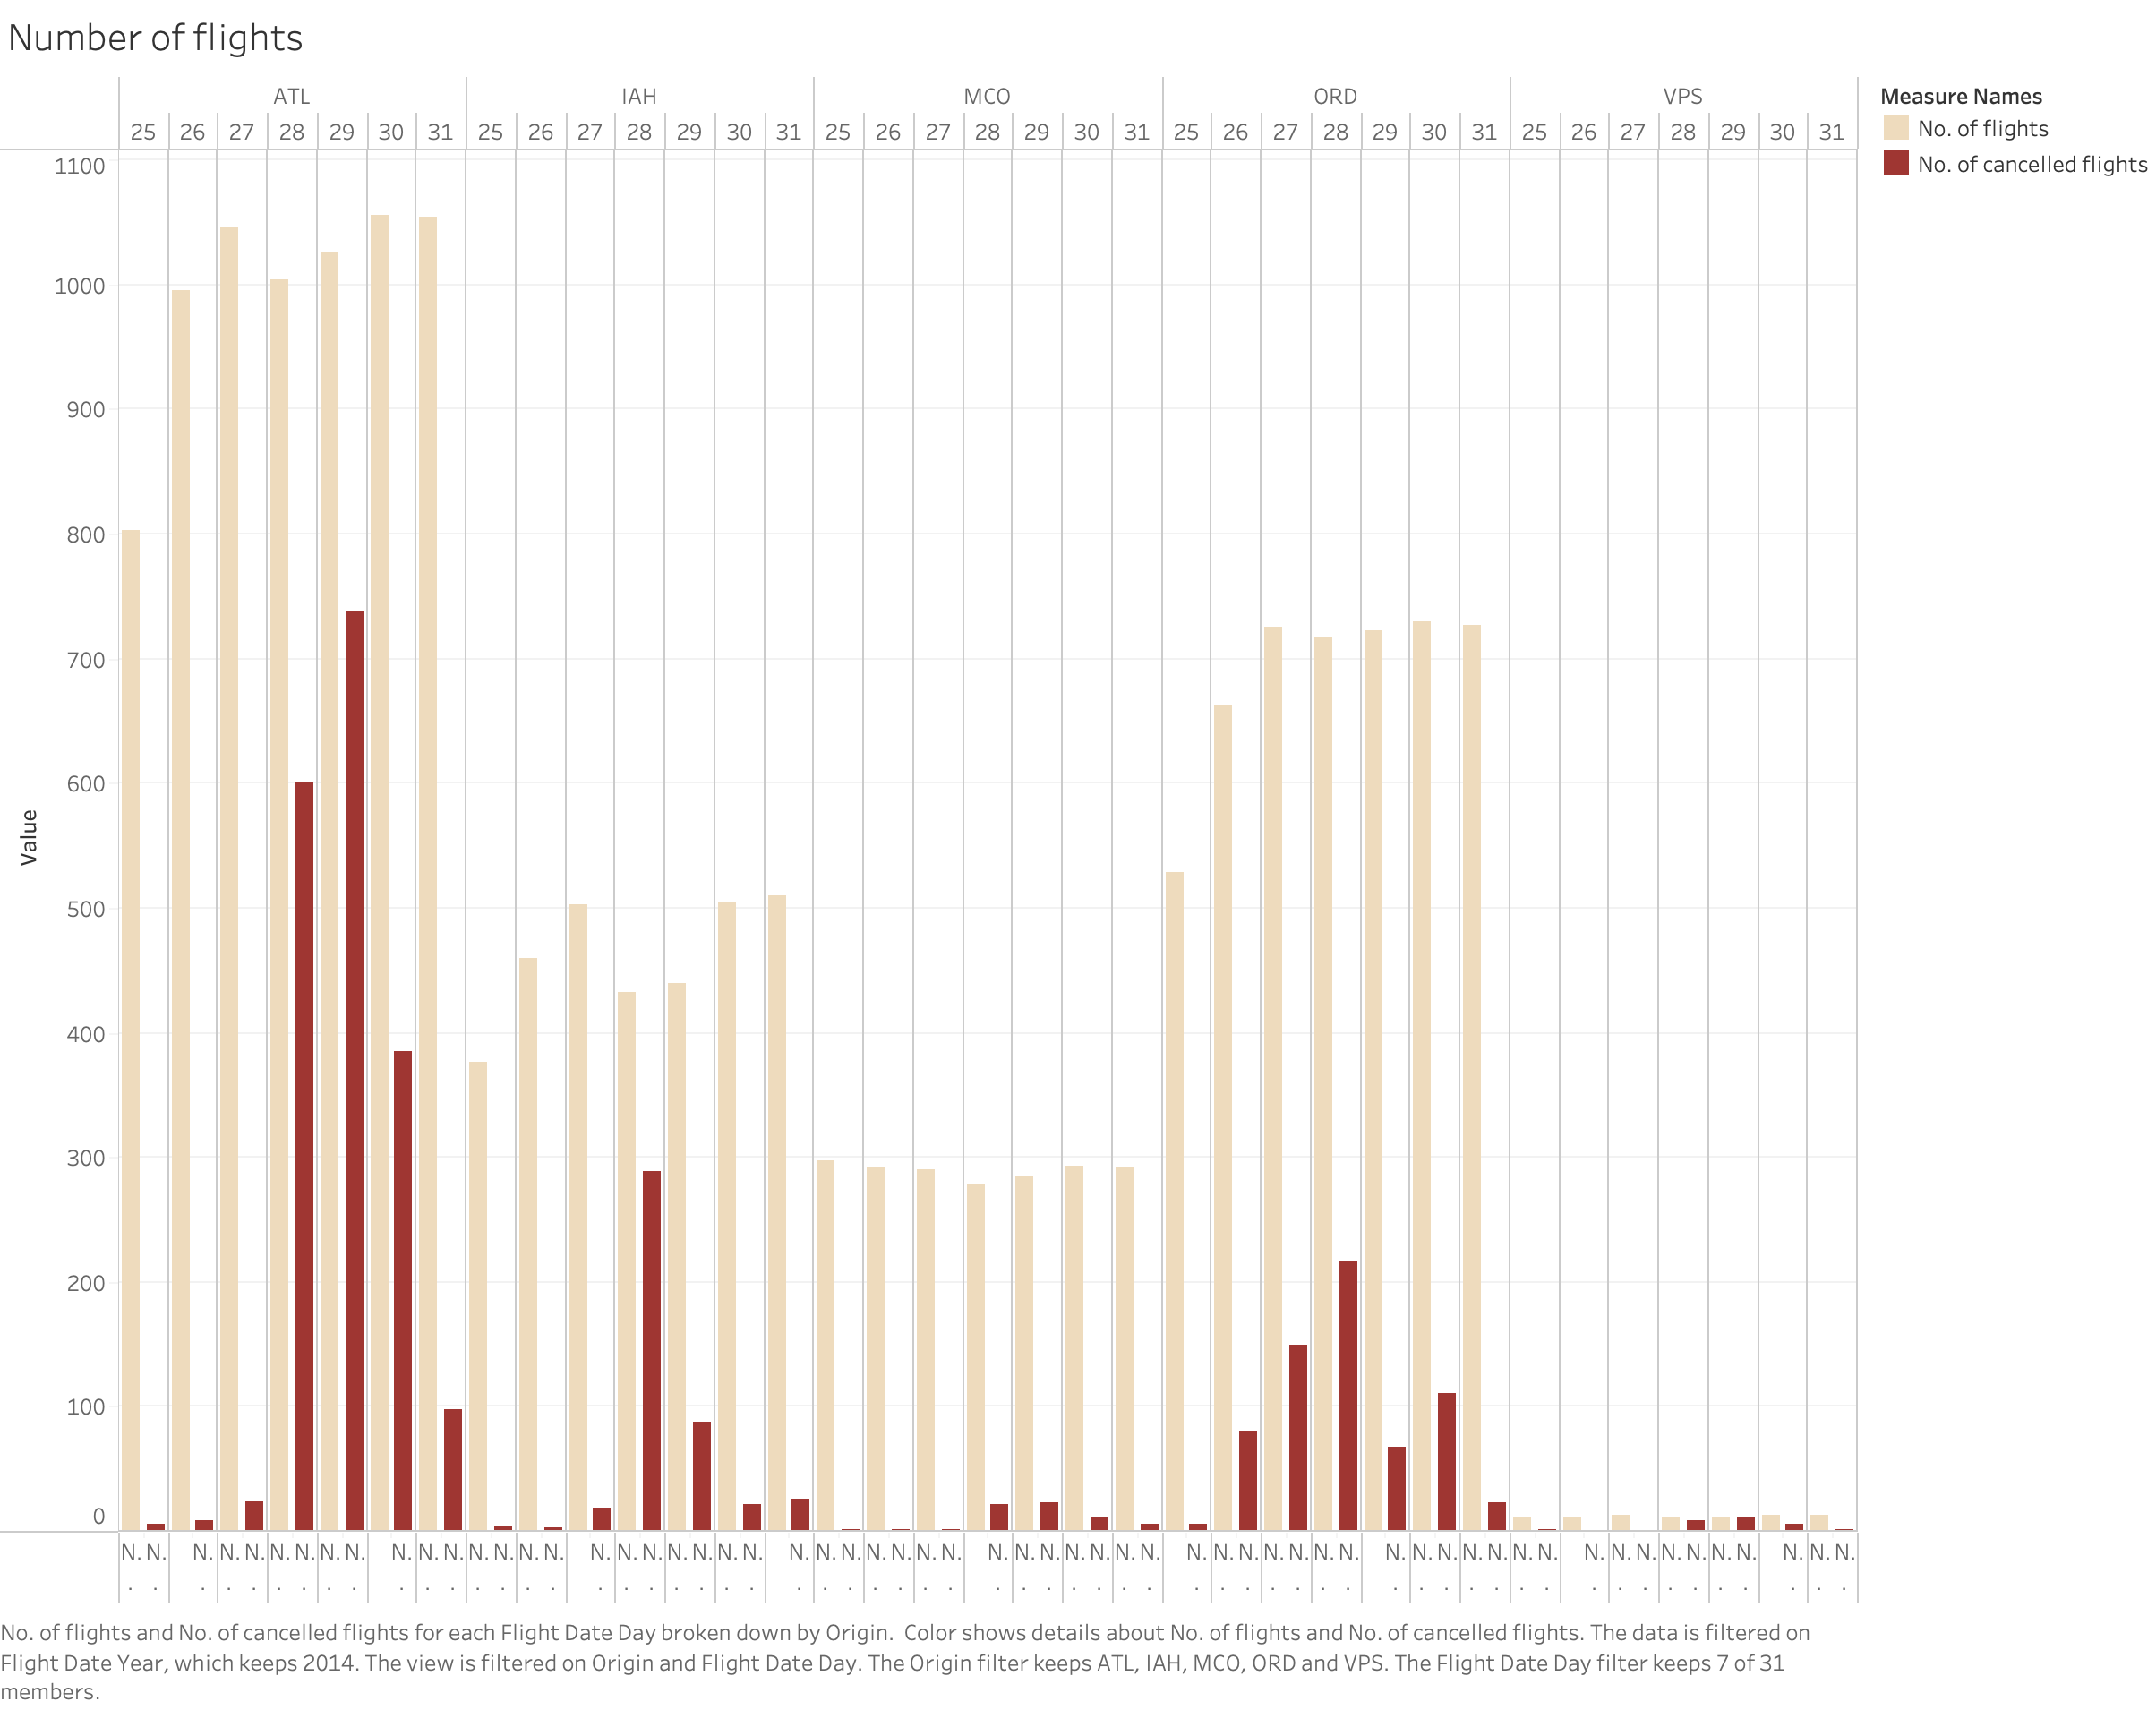 Number of flights
ATL IAH MCO ORD VPS
25 26 27 28 29 30 31 25 26 27 28 29 30 31 25 26 27 28 29 30 31 25 26 27 28 29 30 31 25 26 27 28 29 30 31
Measure Names
No. of flights
No. of cancelled flights
1100
1000
900
800
700
600
500
400
300
200
100
0
Value
N. N. N. N. N. N. N. N. N. N. N. N. N. N. N. N. N. N. N. N. N. N. N. N. N. N. N. N. N. N. N. N. N. N. N. N. N. N. N. N. N. N. N. N. N. N. N. N. N. N. N. N. N. N. N. N. N. N. N. N. N.
. . . . . . . . . . . . . . . . . . . . . . . . . . . . . . . . . . . . . . . . . . . . . . . . . . . . . . . . . . . . .
No. of flights and No. of cancelled flights for each Flight Date Day broken down by Origin.  Color shows details about No. of flights and No. of cancelled flights. The data is filtered on
Flight Date Year, which keeps 2014. The view is filtered on Origin and Flight Date Day. The Origin filter keeps ATL, IAH, MCO, ORD and VPS. The Flight Date Day filter keeps 7 of 31
members.